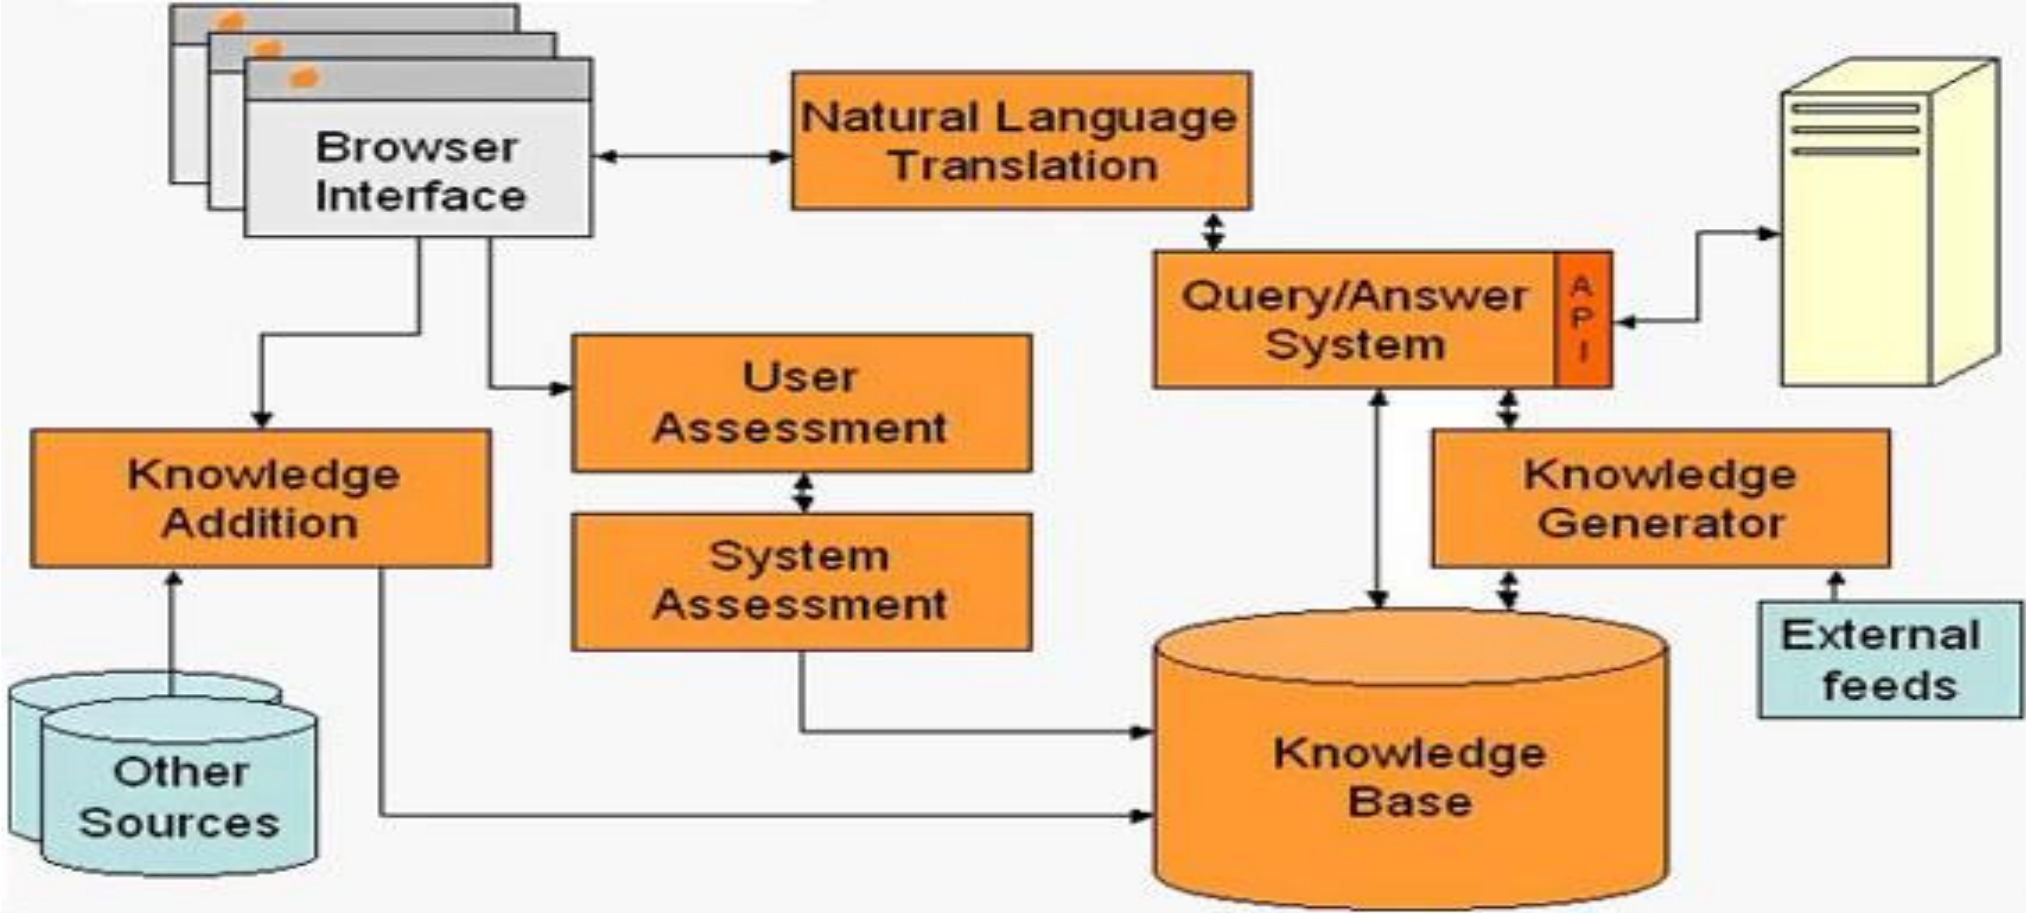 Browser
Interface
Natural Language
Translation
Query/Answer
System
A
P
I
User
Assessment
Knowledge
Addition
System
Assessment
Knowledge
Generator
External
feeds
Other
Sources
Knowledge
Base